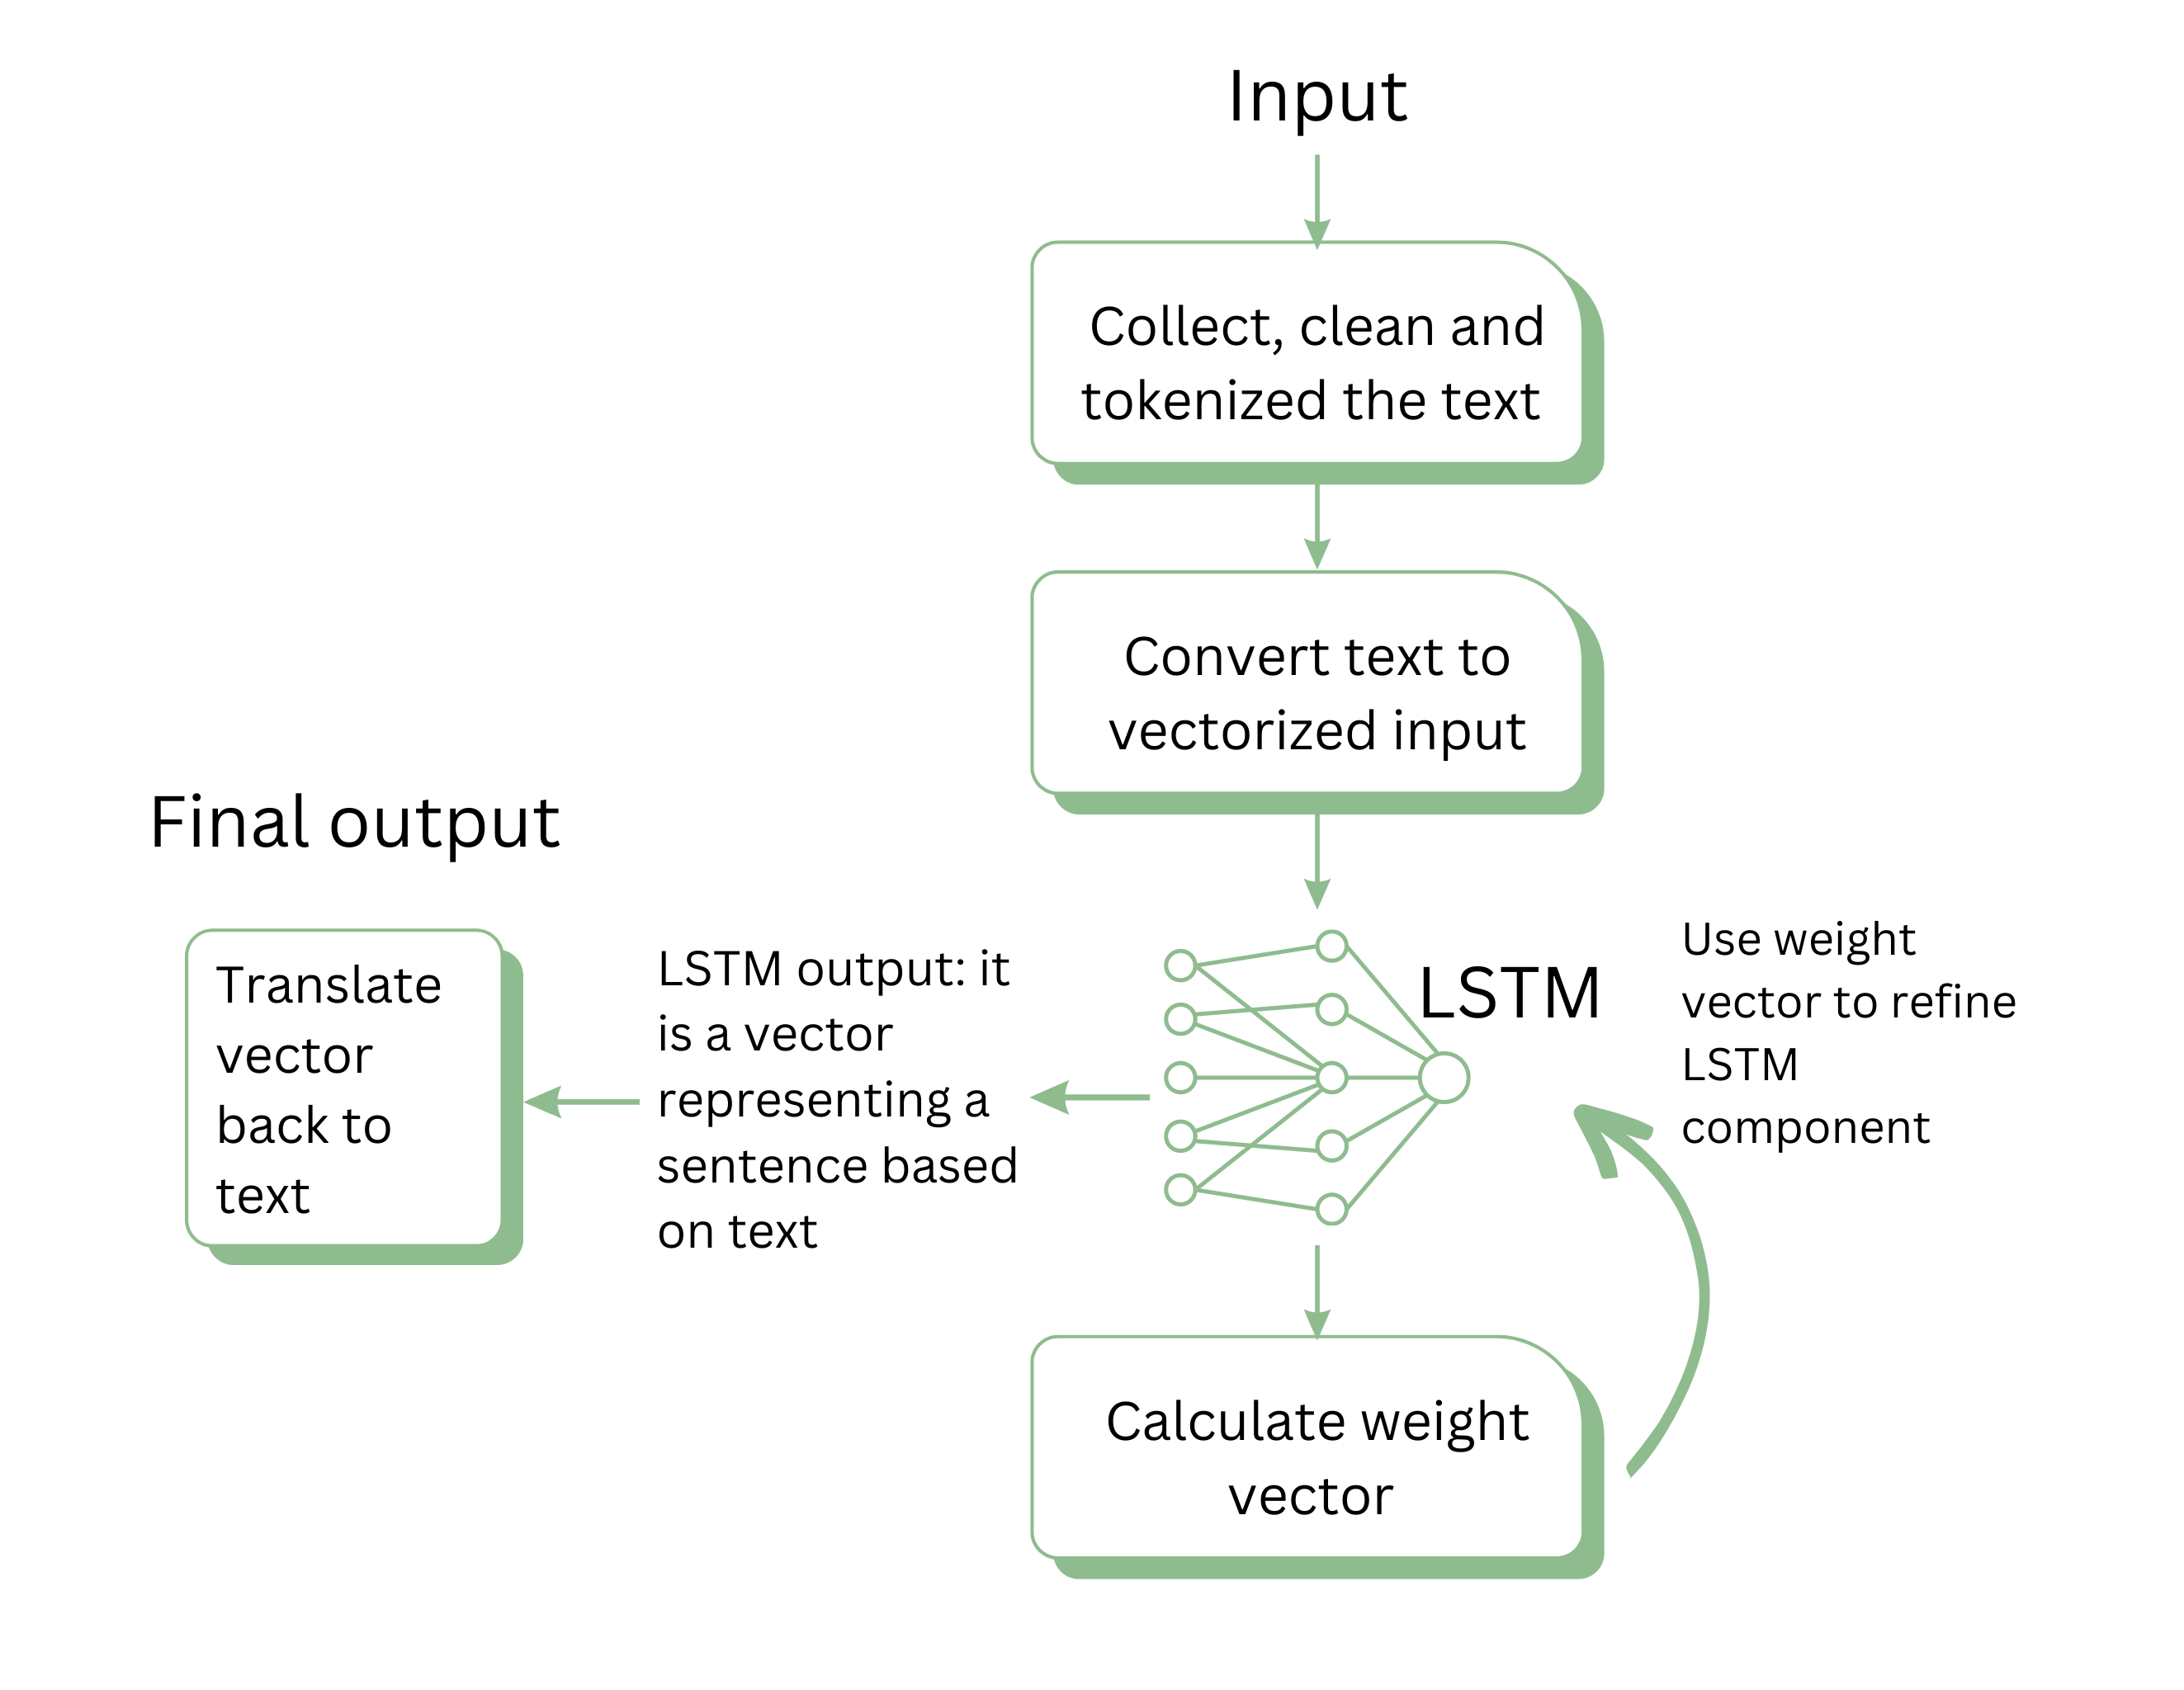 Input
Collect, clean and
tokenized the text
Convert text to
vectorized input
Final output
Translate
vector
back to
text
LSTM output: it
is a vector
representing a
sentence based
on text
LSTM
Use weight
vector to refine
LSTM
component
Calculate weight
vector